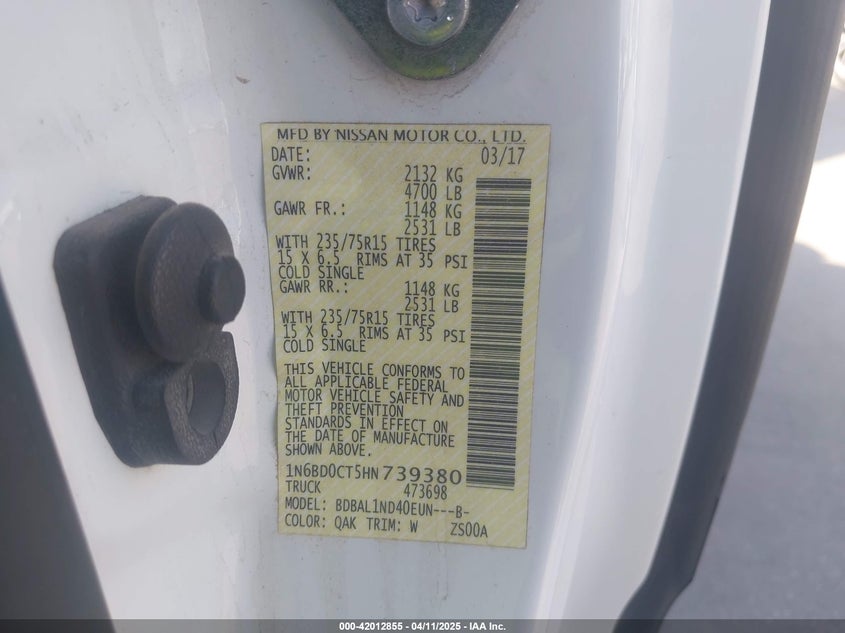 MFD BY NISSAN MOTOR CO., LTD.
DATE: 03/17
GVWR: 2132 KG
4700 LB
GAWR FR.: 1148 KG
2531 LB
WITH 235/75R15 TIRES
15 X 6.5 RIMS AT 35 PSI
COLD SINGLE
GAWR RR.: 1148 KG
2531 LB
WITH 235/75R15 TIRES
15 X 6.5 RIMS AT 35 PSI
COLD SINGLE
THIS VEHICLE CONFORMS TO
ALL APPLICABLE FEDERAL
MOTOR VEHICLE SAFETY AND
THEFT PREVENTION
STANDARDS IN EFFECT ON
THE DATE OF MANUFACTURE
SHOWN ABOVE.
1N6BD0CT5HN739380
TRUCK 473698
MODEL: BDBAL1ND40EUN---B-
COLOR: QAK TRIM: W ZS00A
000-42012855 - 04/11/2025 - IAA Inc.